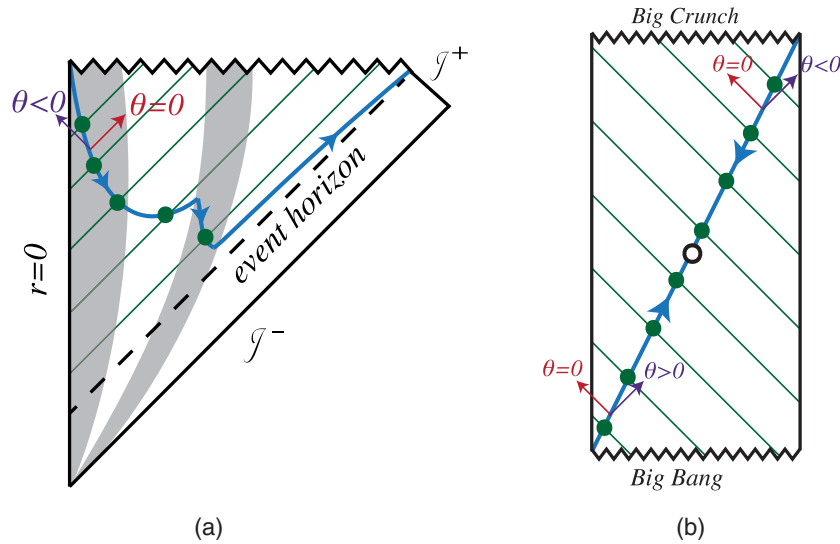 Big Crunch
𝒥⁺
θ<0
θ=0
θ=0
θ<0
event horizon
r=0
𝒥⁻
θ=0
θ>0
Big Bang
(a)
(b)